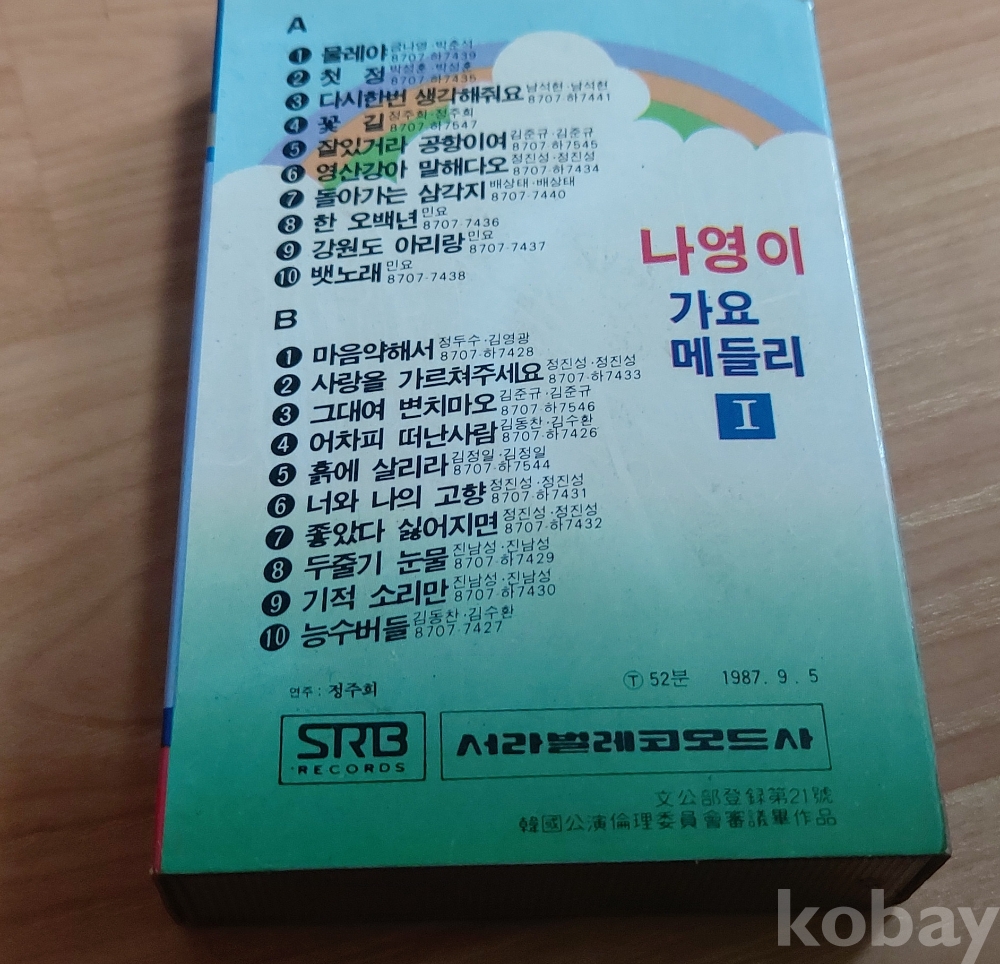 A
❶ 물레야 금나영·박춘석 8707-하7439
❷ 첫 정 박성훈·박성훈 8707-하7435
❸ 다시한번 생각해줘요 남석현·남석현 8707-하7441
❹ 꽃 길 정주희·정주희 8707-하7547
❺ 잘있거라 공항이여 김준규·김준규 8707-하7545
❻ 영산강아 말해다오 정진성·정진성 8707-하7434
❼ 돌아가는 삼각지 배상태·배상태 8707-7440
❽ 한 오백년 민요 8707-7436
❾ 강원도 아리랑 민요 8707-7437
❿ 뱃노래 민요 8707-7438
B
❶ 마음약해서 정두수·김영광 8707-하7428
❷ 사랑을 가르쳐주세요 정진성·정진성 8707-하7433
❸ 그대여 변치마오 김준규·김준규 8707-하7546
❹ 어차피 떠난사람 김동찬·김수환 8707-하7426
❺ 흙에 살리라 김정일·김정일 8707-하7544
❻ 너와 나의 고향 정진성·정진성 8707-하7431
❼ 좋았다 싫어지면 정진성·정진성 8707-하7432
❽ 두줄기 눈물 진남성·진남성 8707-하7429
❾ 기적 소리만 진남성·진남성 8707-하7430
❿ 능수버들 김동찬·김수환 8707-7427
나영이
가요
메들리
I
연주 : 정주희
Ⓣ 52분 1987. 9. 5
SRB
RECORDS
서라벌레코오드사
文公部登録第21號
韓國公演倫理委員會審議畢作品
kobay